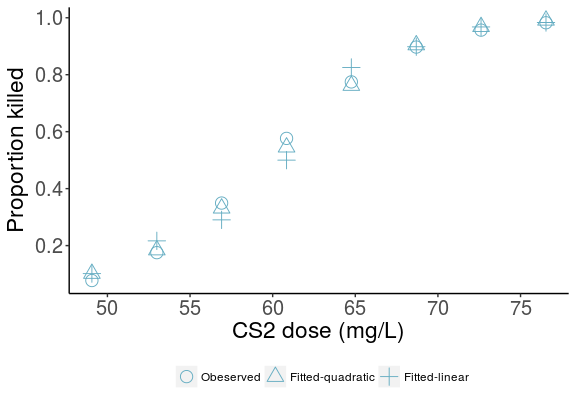 1.0
0.8
0.6
0.4
0.2
Proportion killed
50 55 60 65 70 75
CS2 dose (mg/L)
Obeserved Fitted-quadratic Fitted-linear